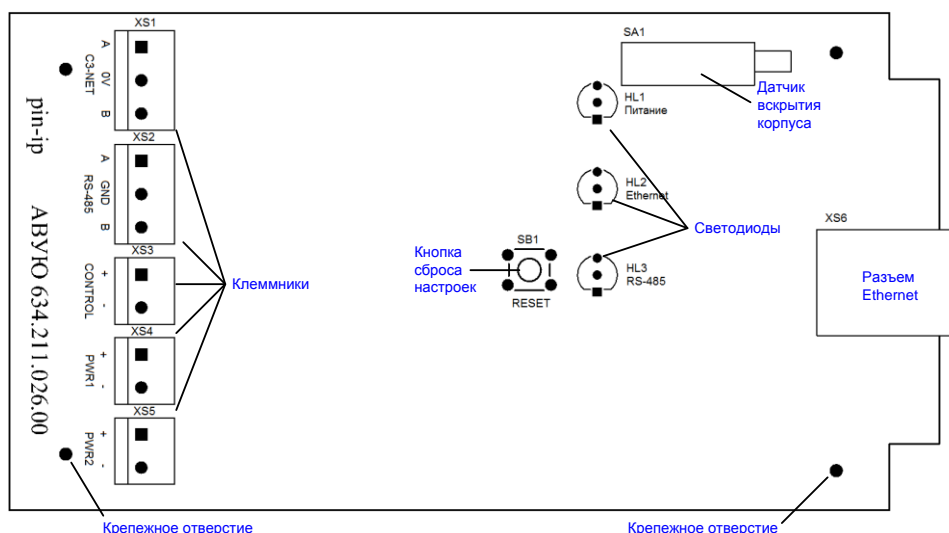 XS1
A
0V
B
C3-NET
XS2
A
GND
B
RS-485
XS3
+
-
CONTROL
XS4
+
-
PWR1
XS5
+
-
PWR2
pin-ip
АВУЮ 634.211.026.00
Клеммники
Кнопка
сброса
настроек
SB1
RESET
SA1
Датчик
вскрытия
корпуса
HL1
Питание
HL2
Ethernet
HL3
RS-485
Светодиоды
XS6
Разъем
Ethernet
Крепежное отверстие
Крепежное отверстие